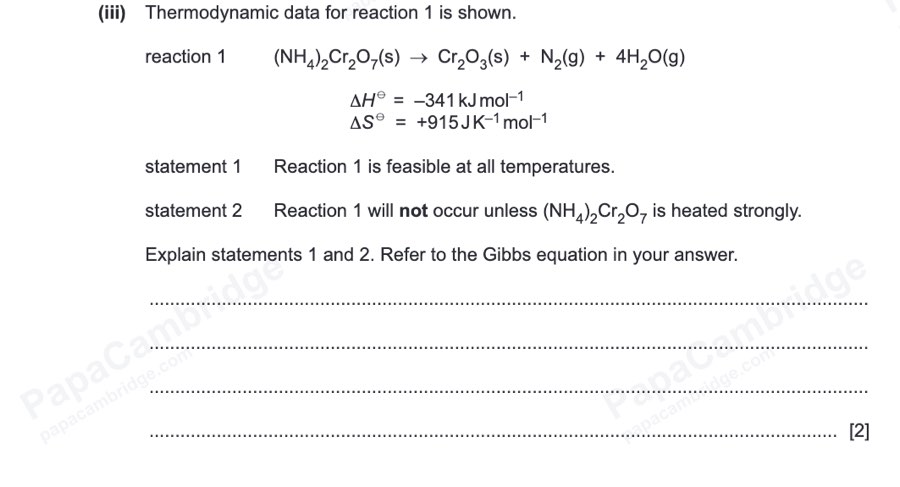 (iii) Thermodynamic data for reaction 1 is shown.
reaction 1 (NH₄)₂Cr₂O₇(s) → Cr₂O₃(s) + N₂(g) + 4H₂O(g)
ΔH⦵ = –341 kJ mol⁻¹
ΔS⦵ = +915 J K⁻¹ mol⁻¹
statement 1 Reaction 1 is feasible at all temperatures.
statement 2 Reaction 1 will not occur unless (NH₄)₂Cr₂O₇ is heated strongly.
Explain statements 1 and 2. Refer to the Gibbs equation in your answer.
PapaCambridge
papacambridge.com
PapaCambridge
papacambridge.com
[2]